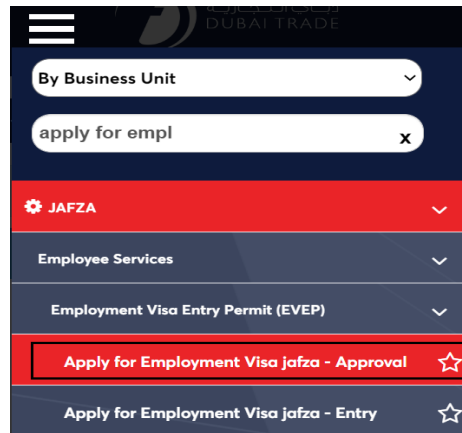 DUBAI TRADE
By Business Unit
apply for empl
x
JAFZA
Employee Services
Employment Visa Entry Permit (EVEP)
Apply for Employment Visa jafza - Approval
Apply for Employment Visa jafza - Entry